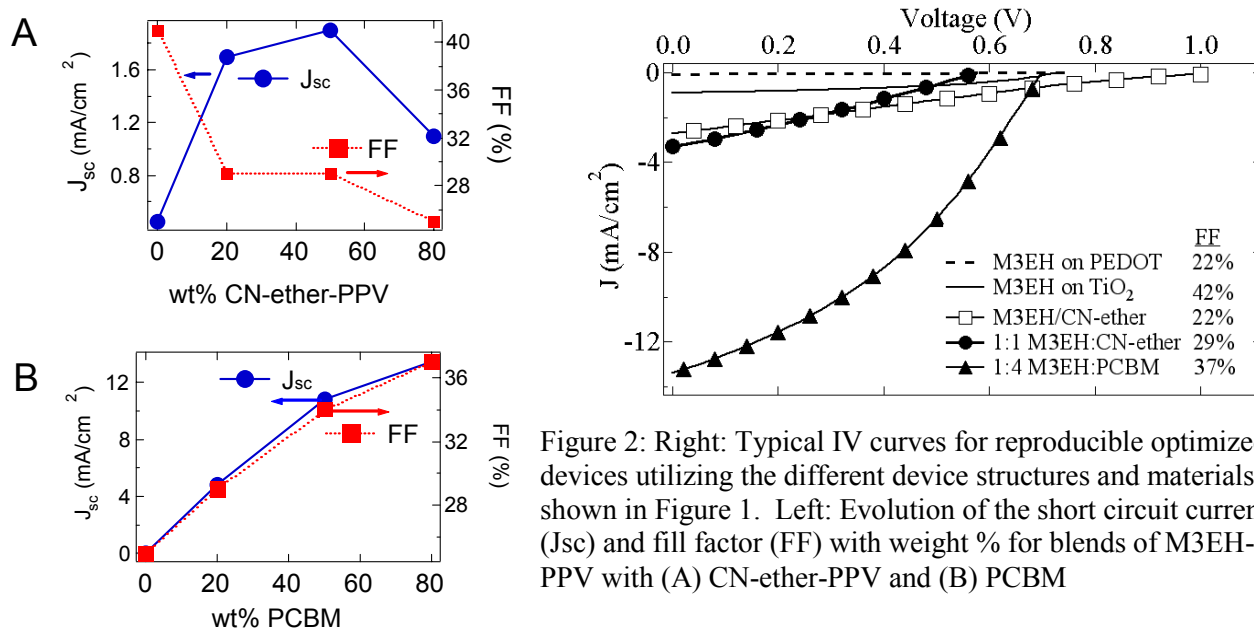 A
J_sc (mA/cm^2)
1.6
1.2
0.8
Jsc
FF
40
36
32
28
FF (%)
0 20 40 60 80
wt% CN-ether-PPV
B
J_sc (mA/cm^2)
12
8
4
0
Jsc
FF
36
34
32
28
FF (%)
0 20 40 60 80
wt% PCBM
Voltage (V)
0.0 0.2 0.4 0.6 0.8 1.0
J (mA/cm^2)
0
-4
-8
-12
FF
M3EH on PEDOT 22%
M3EH on TiO_2 42%
M3EH/CN-ether 22%
1:1 M3EH:CN-ether 29%
1:4 M3EH:PCBM 37%
Figure 2: Right: Typical IV curves for reproducible optimize
devices utilizing the different device structures and materials
shown in Figure 1. Left: Evolution of the short circuit curren
(Jsc) and fill factor (FF) with weight % for blends of M3EH-
PPV with (A) CN-ether-PPV and (B) PCBM